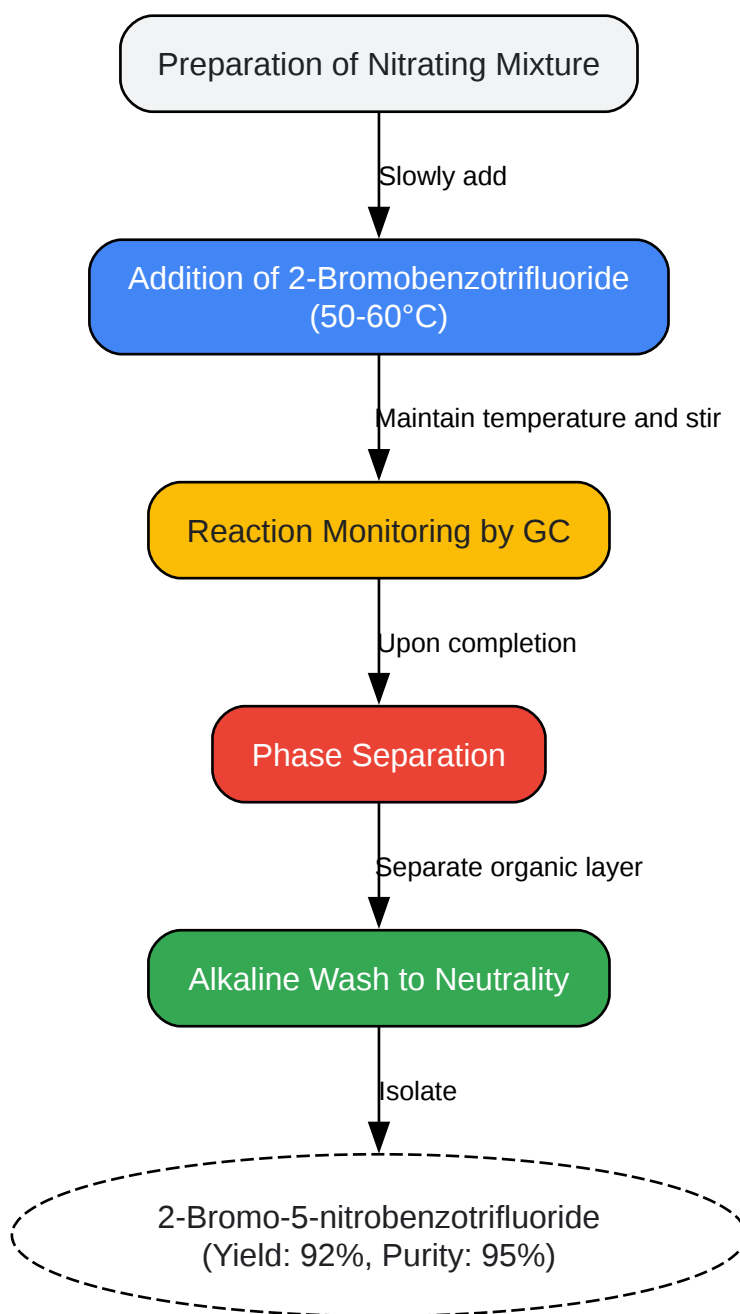 Preparation of Nitrating Mixture
Slowly add
Addition of 2-Bromobenzotrifluoride
(50-60°C)
Maintain temperature and stir
Reaction Monitoring by GC
Upon completion
Phase Separation
Separate organic layer
Alkaline Wash to Neutrality
Isolate
2-Bromo-5-nitrobenzotrifluoride
(Yield: 92%, Purity: 95%)